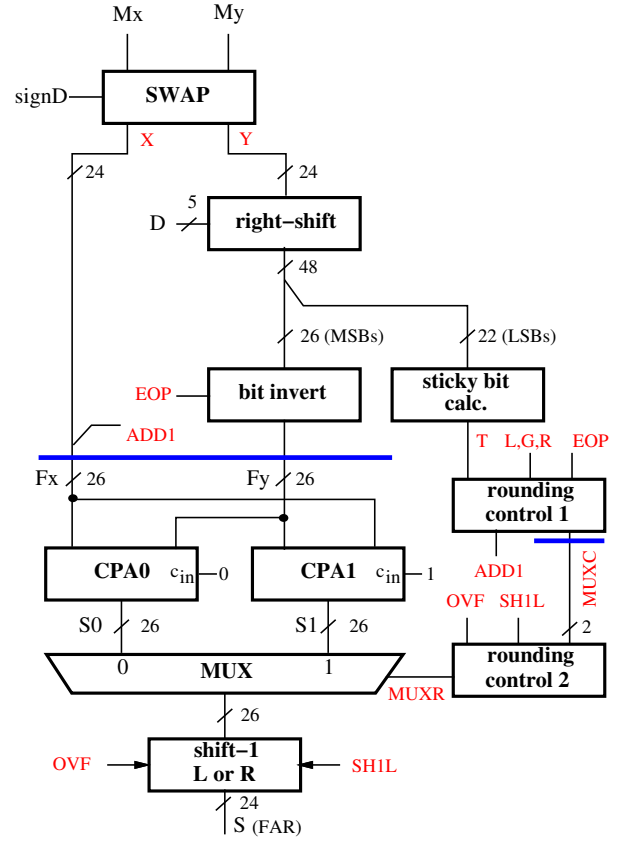 Mx My
signD SWAP
X Y
24 24
5
D right−shift
48
26 (MSBs) 22 (LSBs)
EOP bit invert sticky bit
calc.
ADD1 T L,G,R EOP
Fx 26 Fy 26 rounding
control 1
CPA0 cin 0 CPA1 cin 1
ADD1 MUXC
OVF SH1L
S0 26 S1 26 2
0 MUX 1 rounding
control 2
MUXR
26
OVF shift−1
L or R SH1L
24
S (FAR)